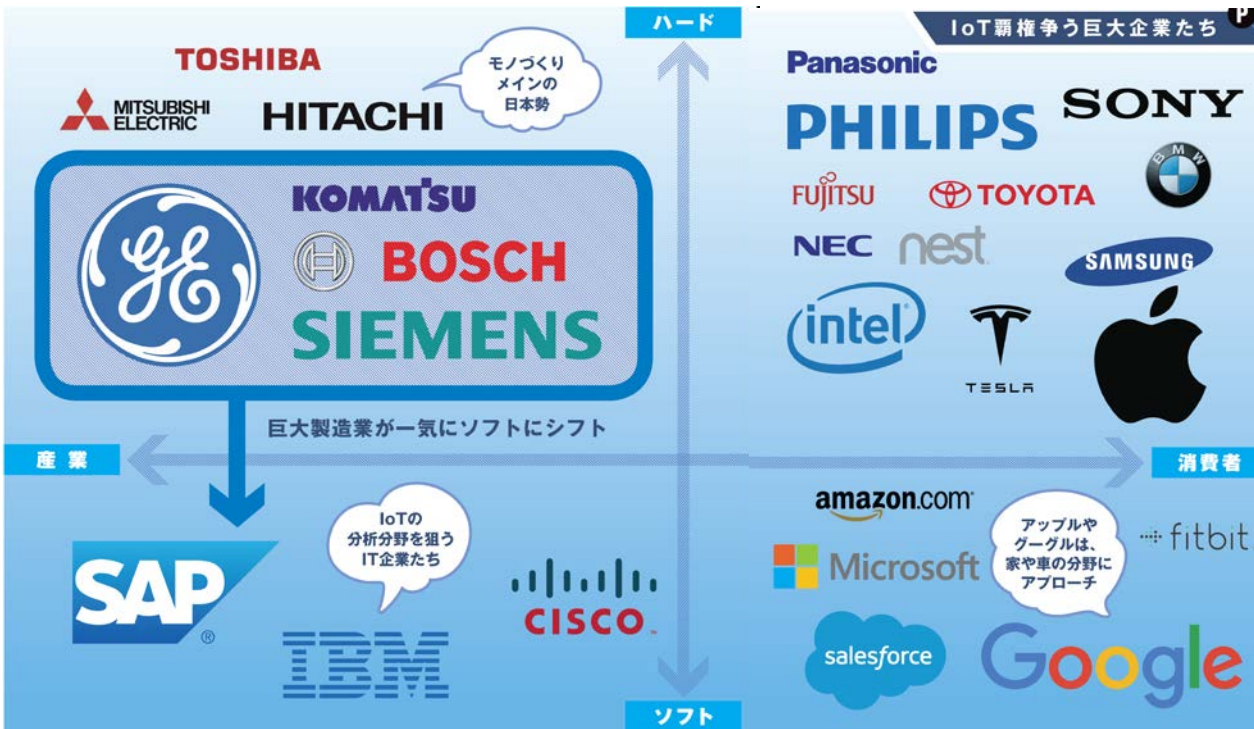 ハード
IoT覇権争う巨大企業たち
P
TOSHIBA
MITSUBISHI
ELECTRIC
HITACHI
モノづくり
メインの
日本勢
Panasonic
PHILIPS
SONY
BMW
FUJITSU
TOYOTA
NEC
nest
SAMSUNG
intel
TESLA
GE
KOMATSU
BOSCH
SIEMENS
巨大製造業が一気にソフトにシフト
産業
消費者
SAP
®
IoTの
分析分野を狙う
IT企業たち
IBM
CISCO
amazon.com
Microsoft
アップルや
グーグルは、
家や車の分野に
アプローチ
fitbit
salesforce
Google
ソフト